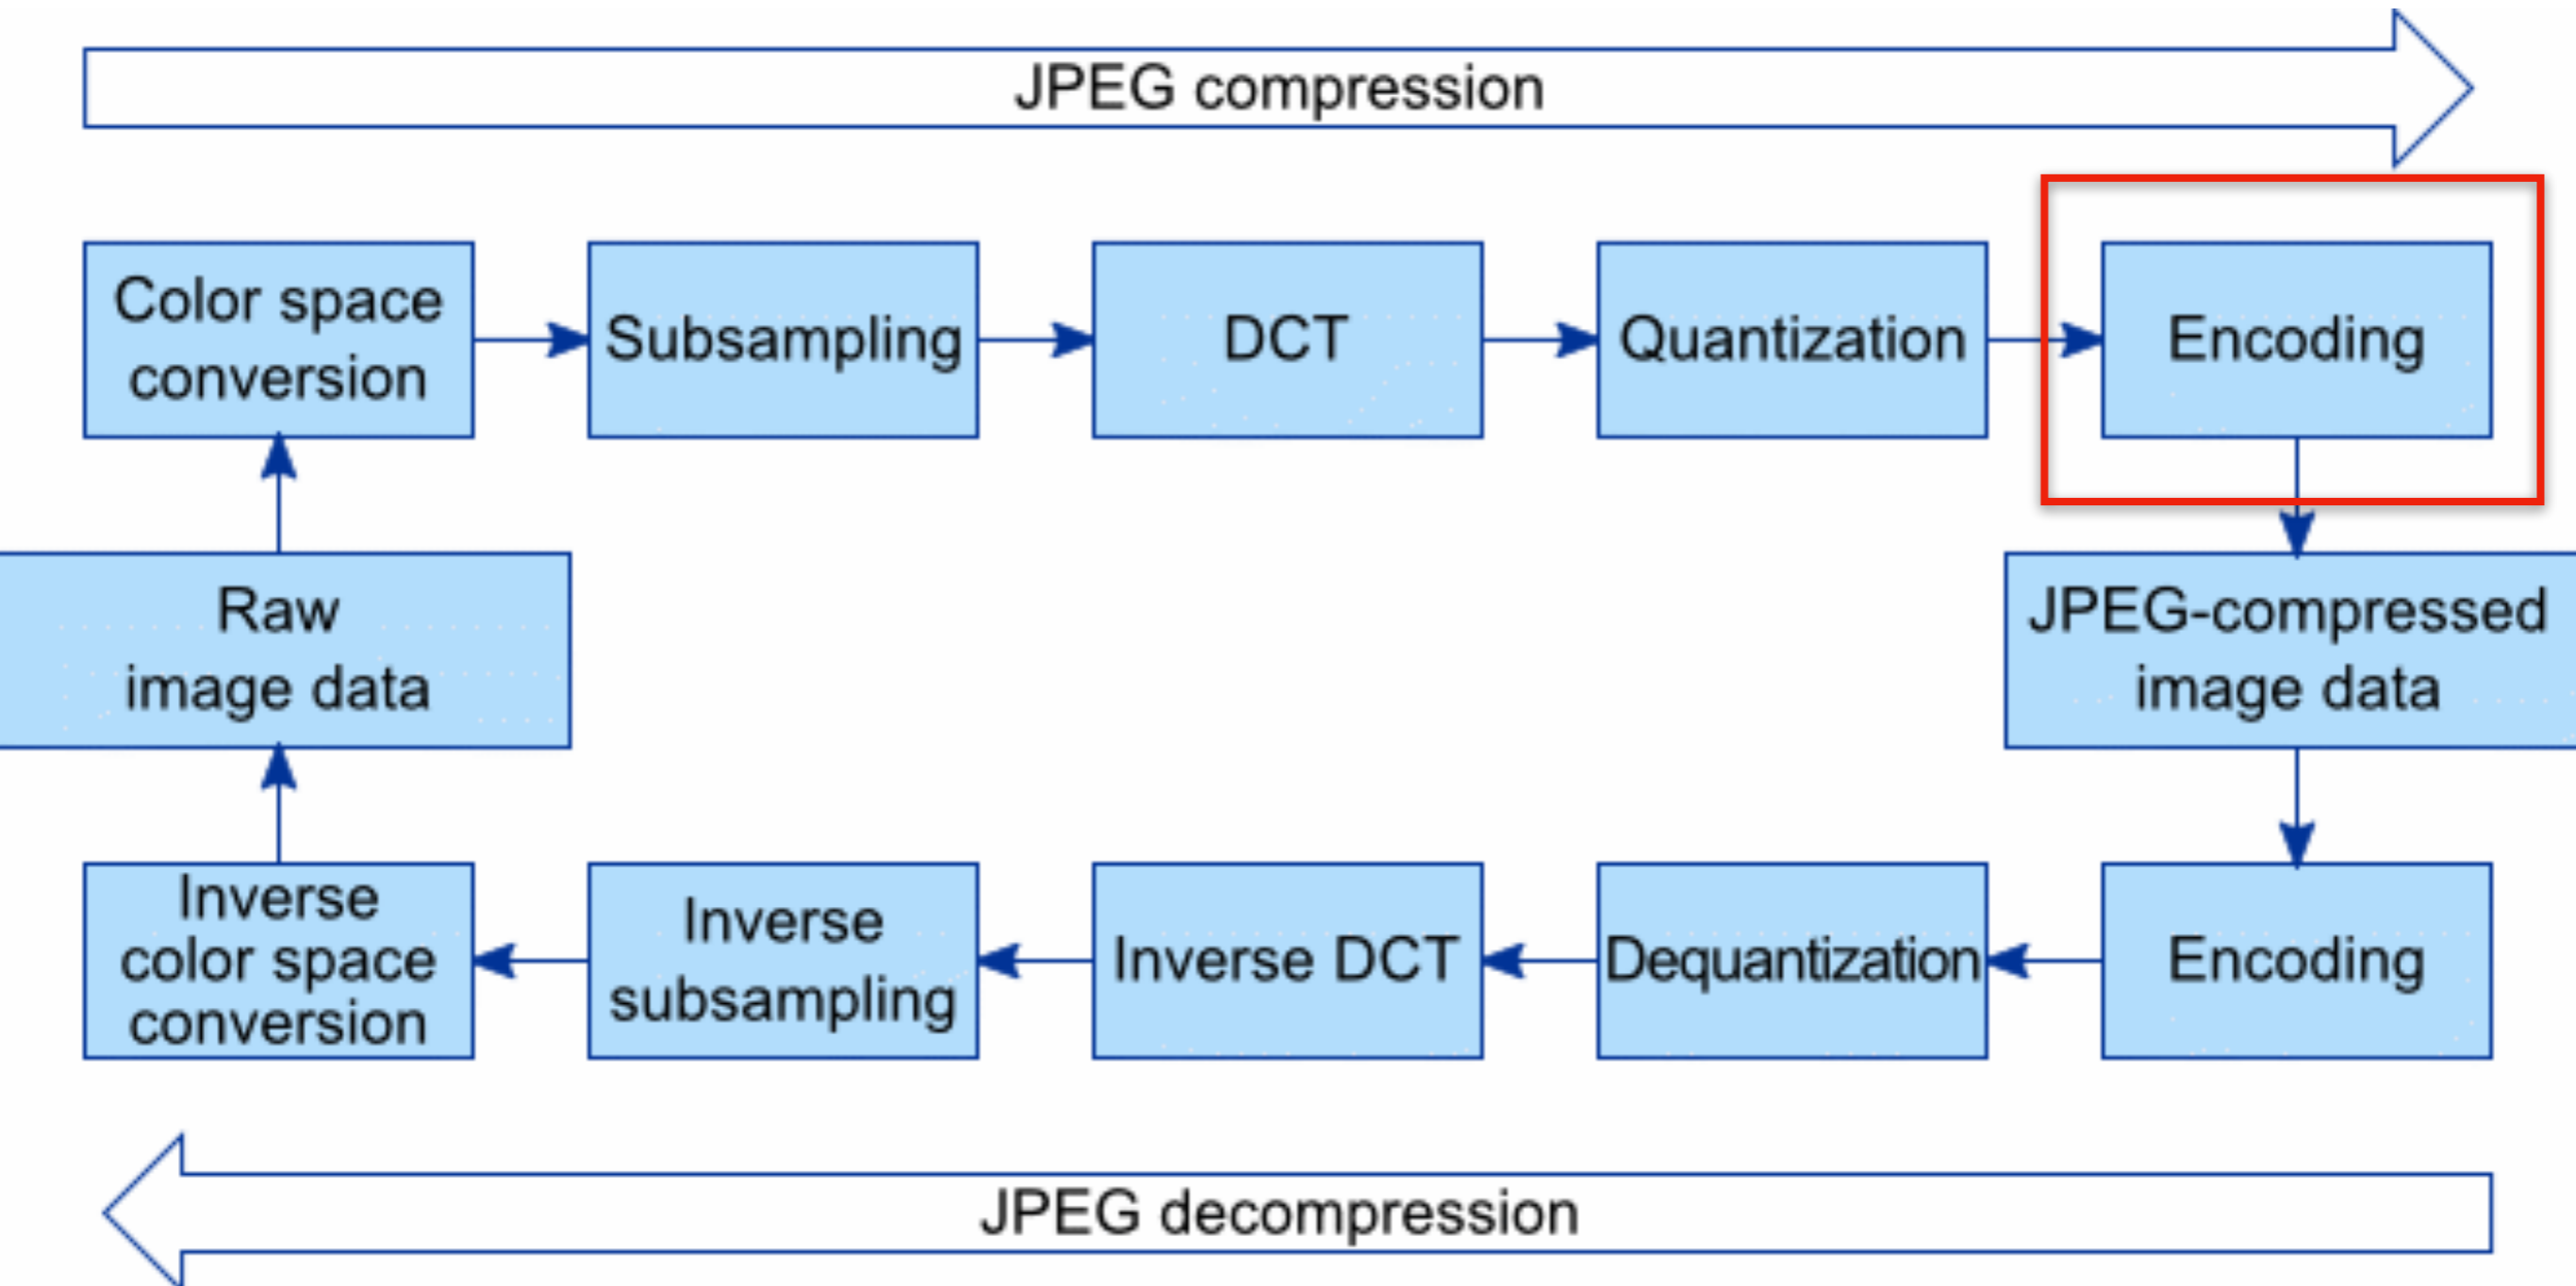 JPEG compression
Color space
conversion
Subsampling
DCT
Quantization
Encoding
Raw
image data
JPEG-compressed
image data
Inverse
color space
conversion
Inverse
subsampling
Inverse DCT
Dequantization
Encoding
JPEG decompression